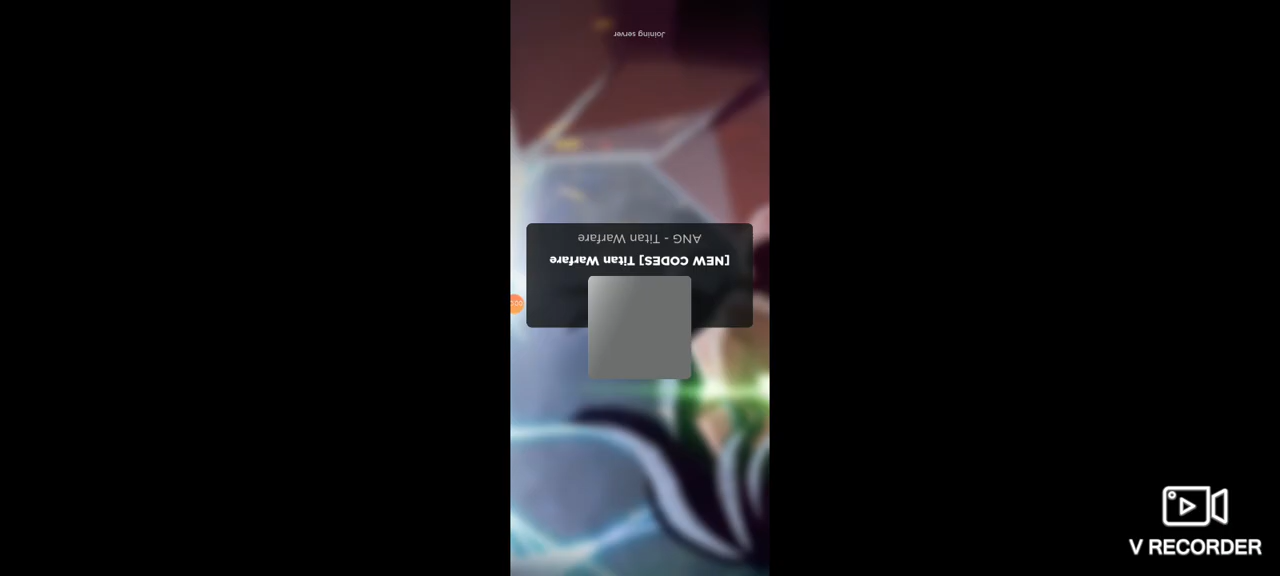 [NEW CODES] Titan Warfare
ANG - Titan Warfare
Joining server
V RECORDER